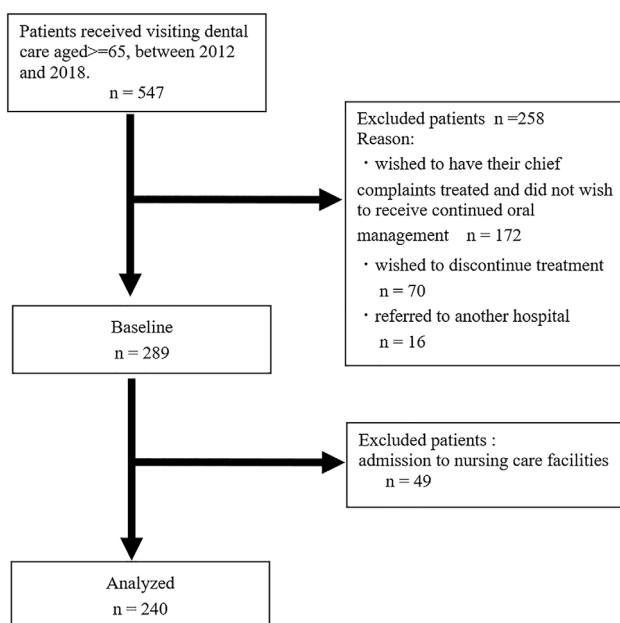 Patients received visiting dental
care aged>=65, between 2012
and 2018.
n = 547
Excluded patients  n =258
Reason:
・wished to have their chief
complaints treated and did not wish
to receive continued oral
management   n = 172
・wished to discontinue treatment
n = 70
・referred to another hospital
n = 16
Baseline
n = 289
Excluded patients :
admission to nursing care facilities
n = 49
Analyzed
n = 240